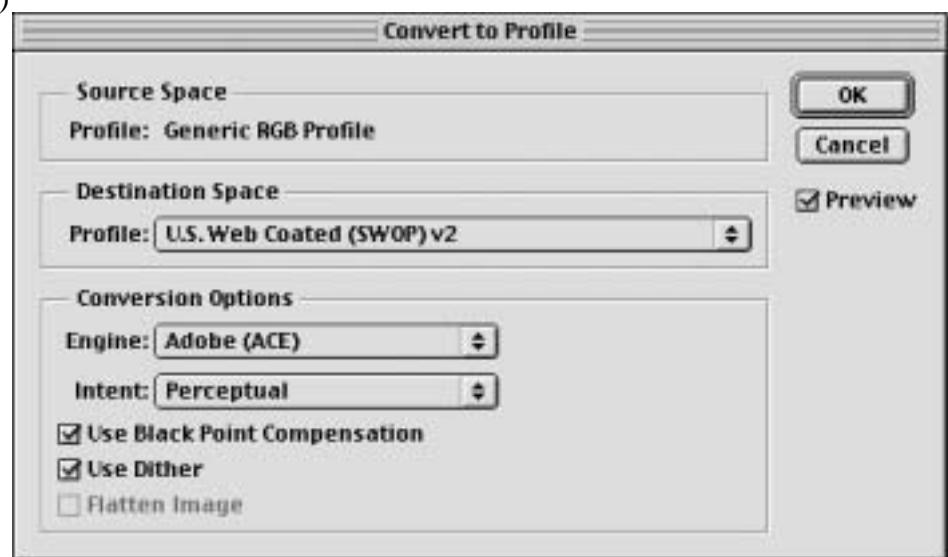 )
Convert to Profile
Source Space
Profile: Generic RGB Profile
OK
Cancel
Preview
Destination Space
Profile: U.S. Web Coated (SWOP) v2
Conversion Options
Engine: Adobe (ACE)
Intent: Perceptual
Use Black Point Compensation
Use Dither
Flatten Image